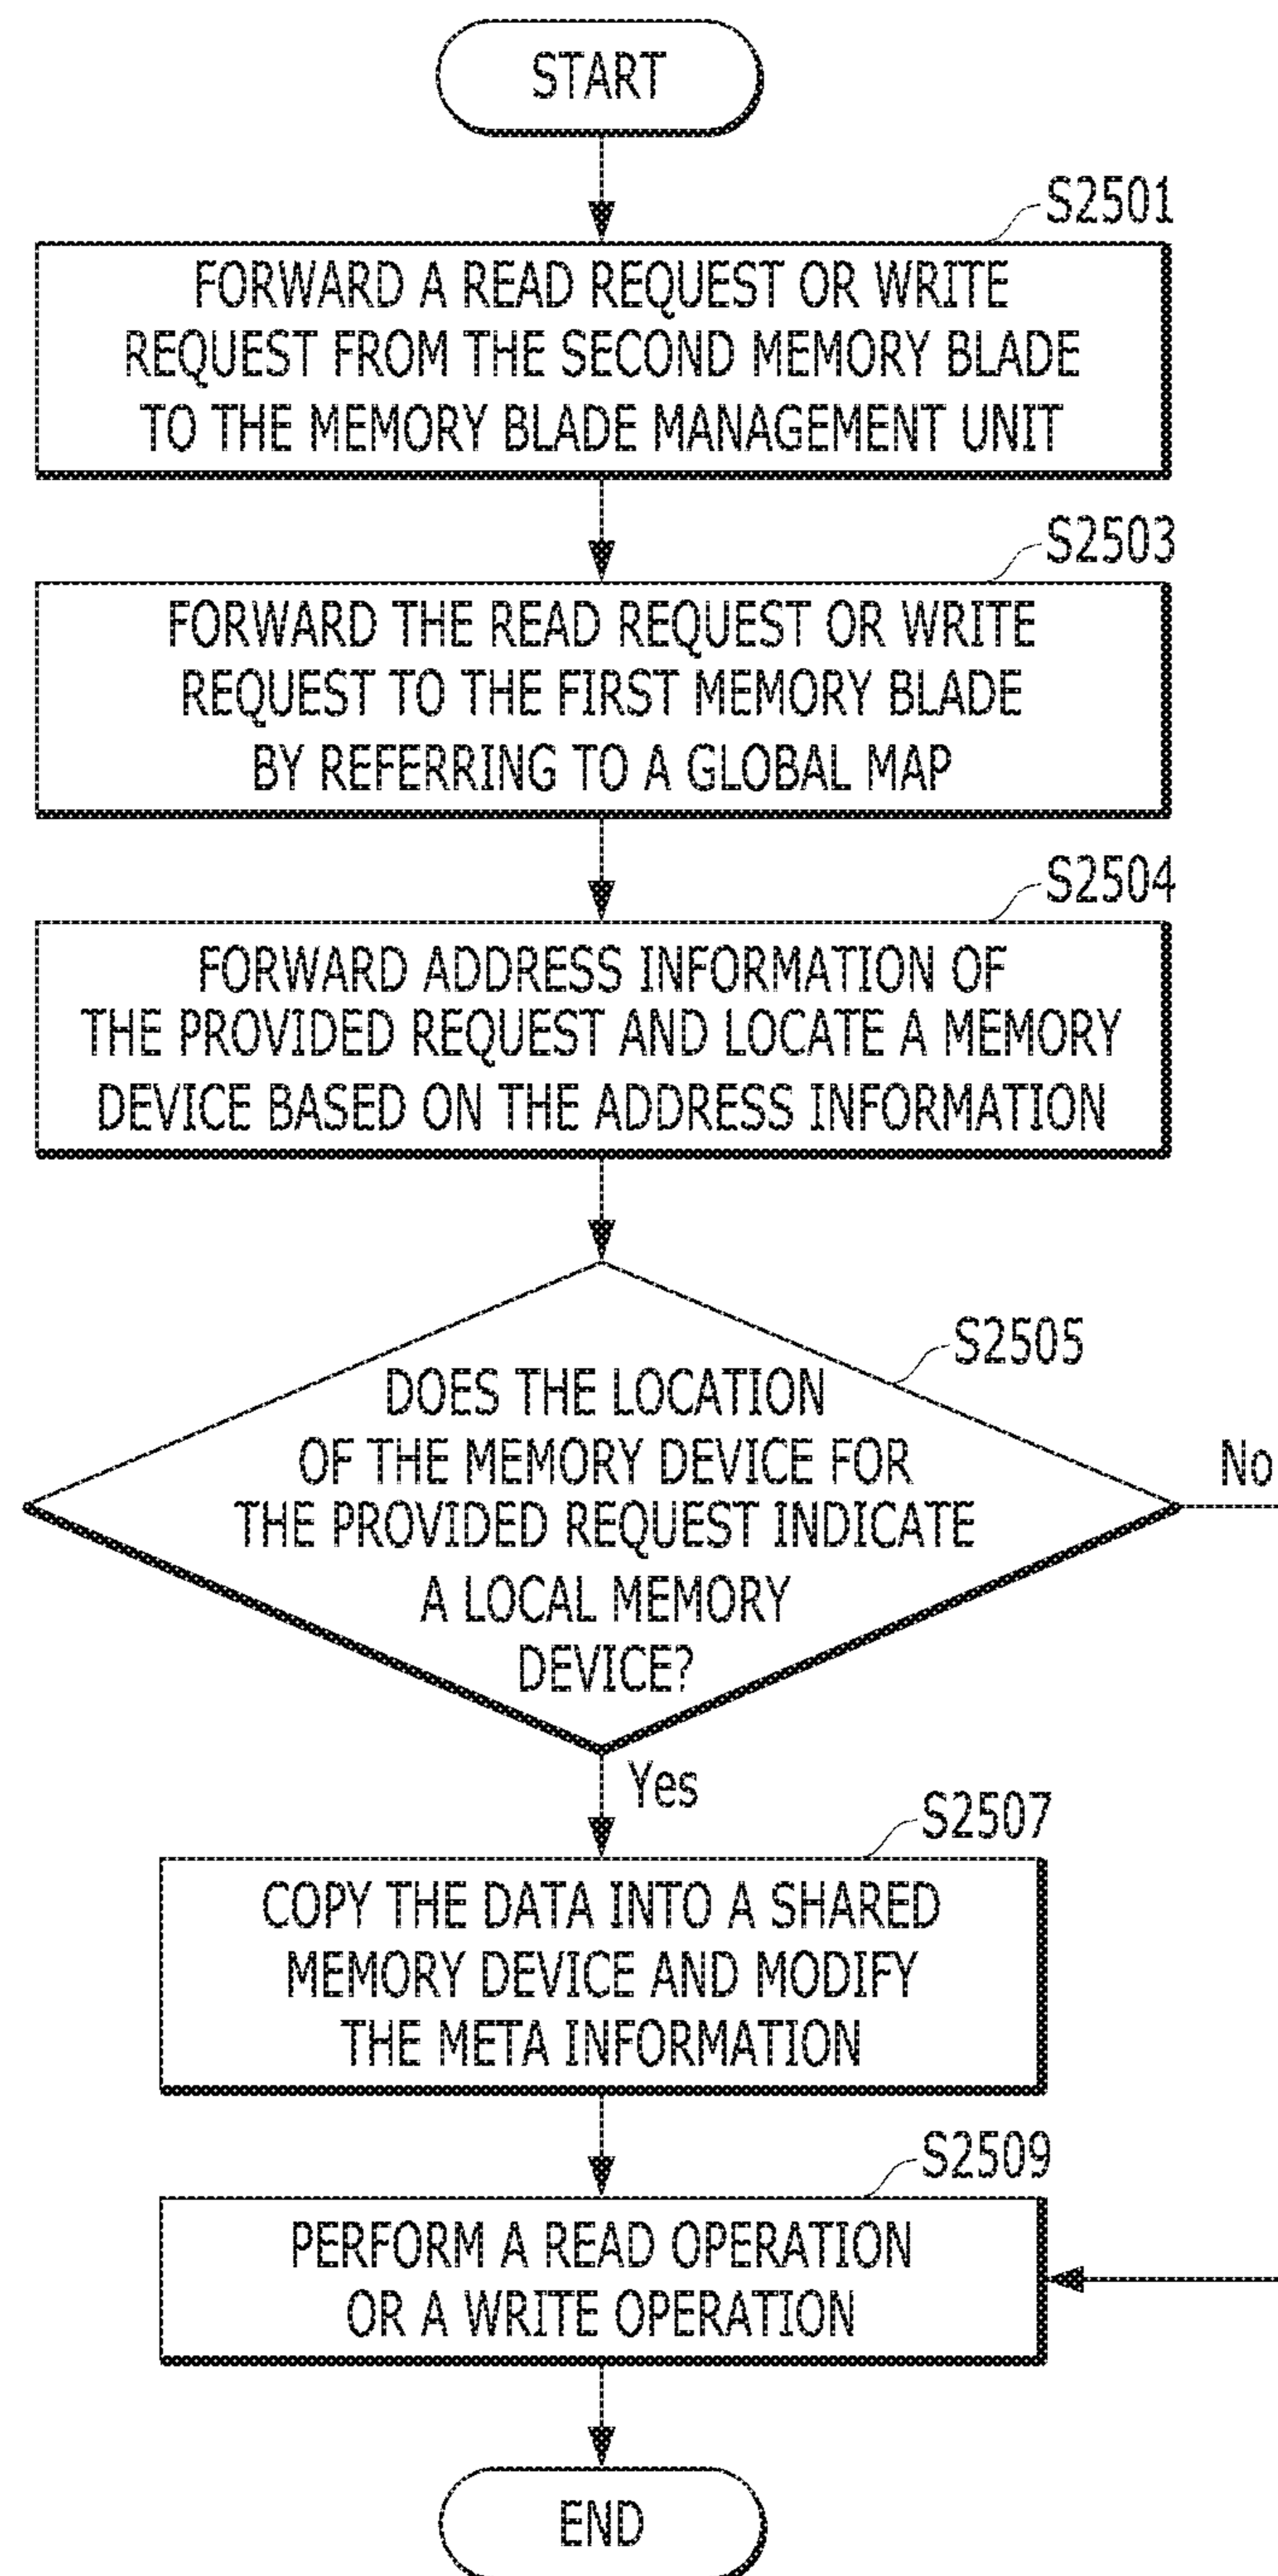 START
S2501
FORWARD A READ REQUEST OR WRITE
REQUEST FROM THE SECOND MEMORY BLADE
TO THE MEMORY BLADE MANAGEMENT UNIT
S2503
FORWARD THE READ REQUEST OR WRITE
REQUEST TO THE FIRST MEMORY BLADE
BY REFERRING TO A GLOBAL MAP
S2504
FORWARD ADDRESS INFORMATION OF
THE PROVIDED REQUEST AND LOCATE A MEMORY
DEVICE BASED ON THE ADDRESS INFORMATION
S2505
DOES THE LOCATION
OF THE MEMORY DEVICE FOR
THE PROVIDED REQUEST INDICATE
A LOCAL MEMORY
DEVICE?
No
Yes
S2507
COPY THE DATA INTO A SHARED
MEMORY DEVICE AND MODIFY
THE META INFORMATION
S2509
PERFORM A READ OPERATION
OR A WRITE OPERATION
END